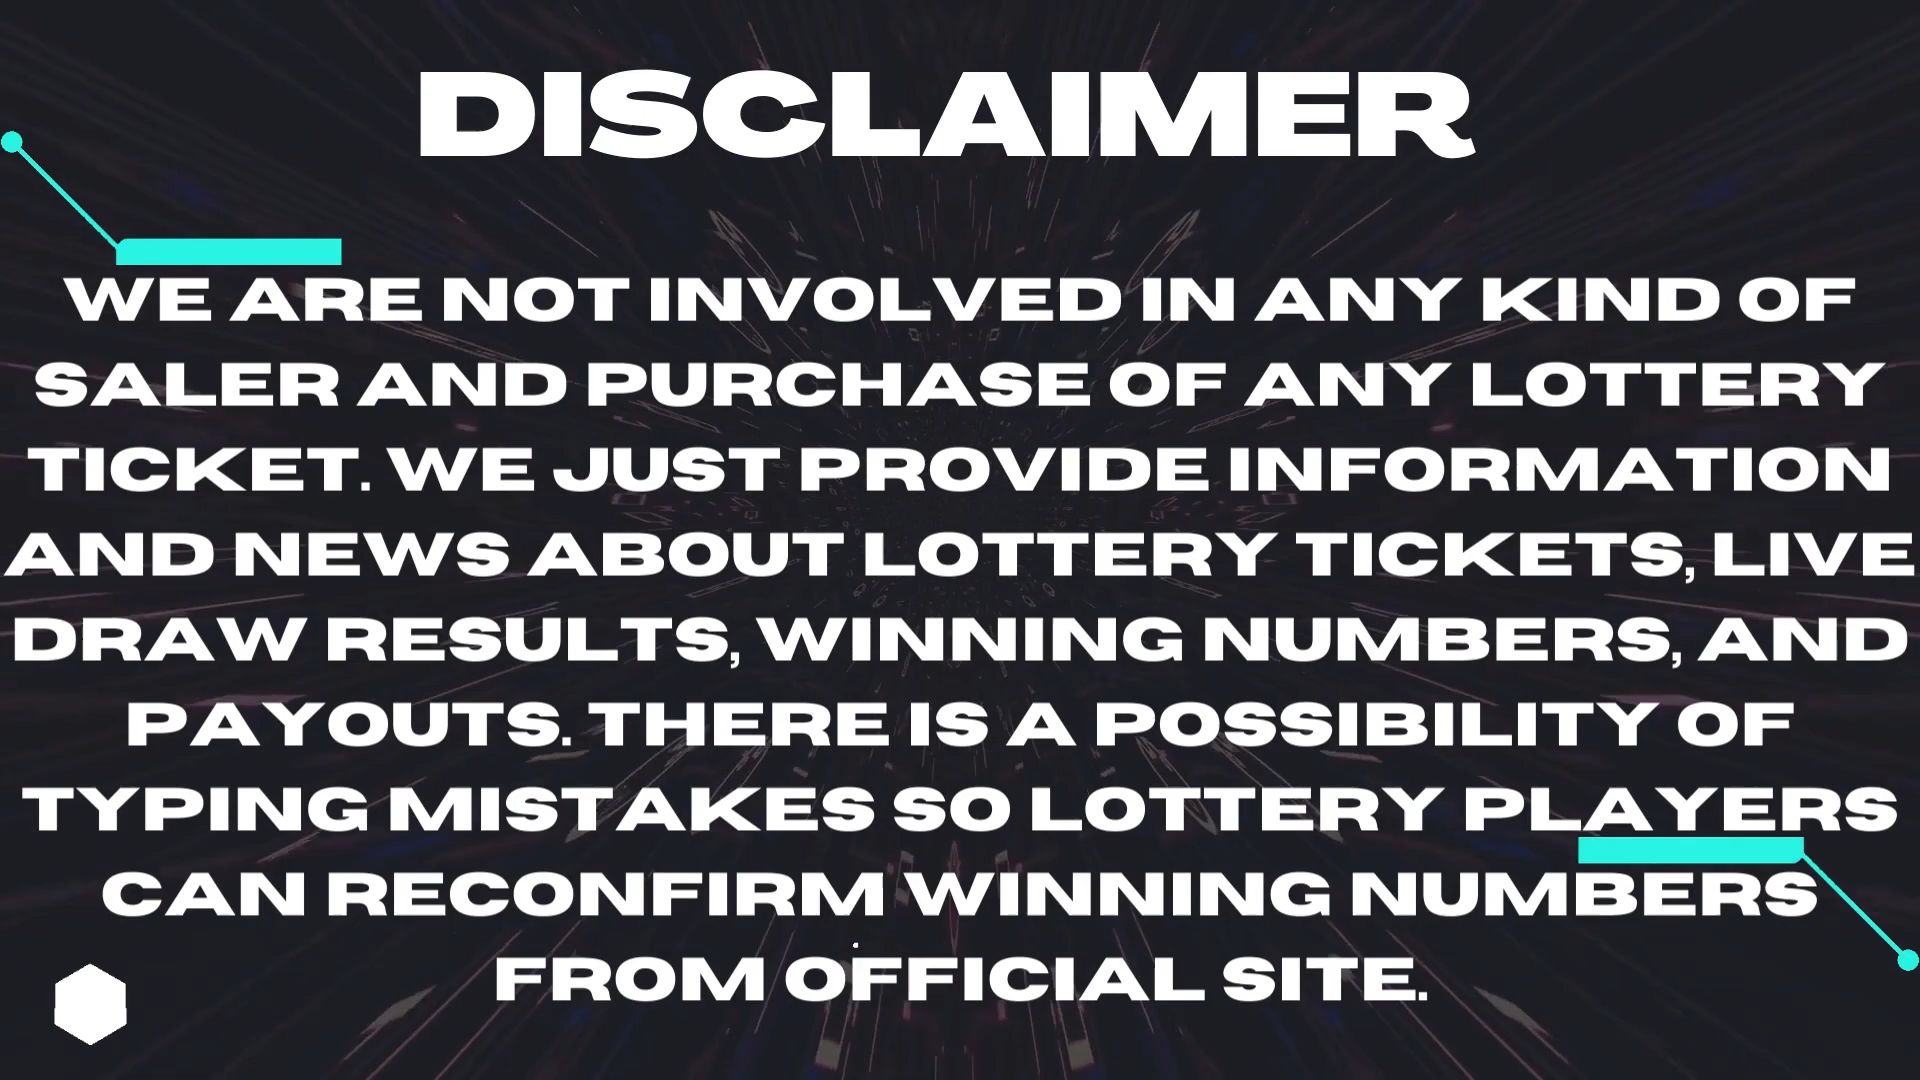 DISCLAIMER
WE ARE NOT INVOLVED IN ANY KIND OF
SALER AND PURCHASE OF ANY LOTTERY
TICKET. WE JUST PROVIDE INFORMATION
AND NEWS ABOUT LOTTERY TICKETS, LIVE
DRAW RESULTS, WINNING NUMBERS, AND
PAYOUTS. THERE IS A POSSIBILITY OF
TYPING MISTAKES SO LOTTERY PLAYERS
CAN RECONFIRM WINNING NUMBERS
FROM OFFICIAL SITE.